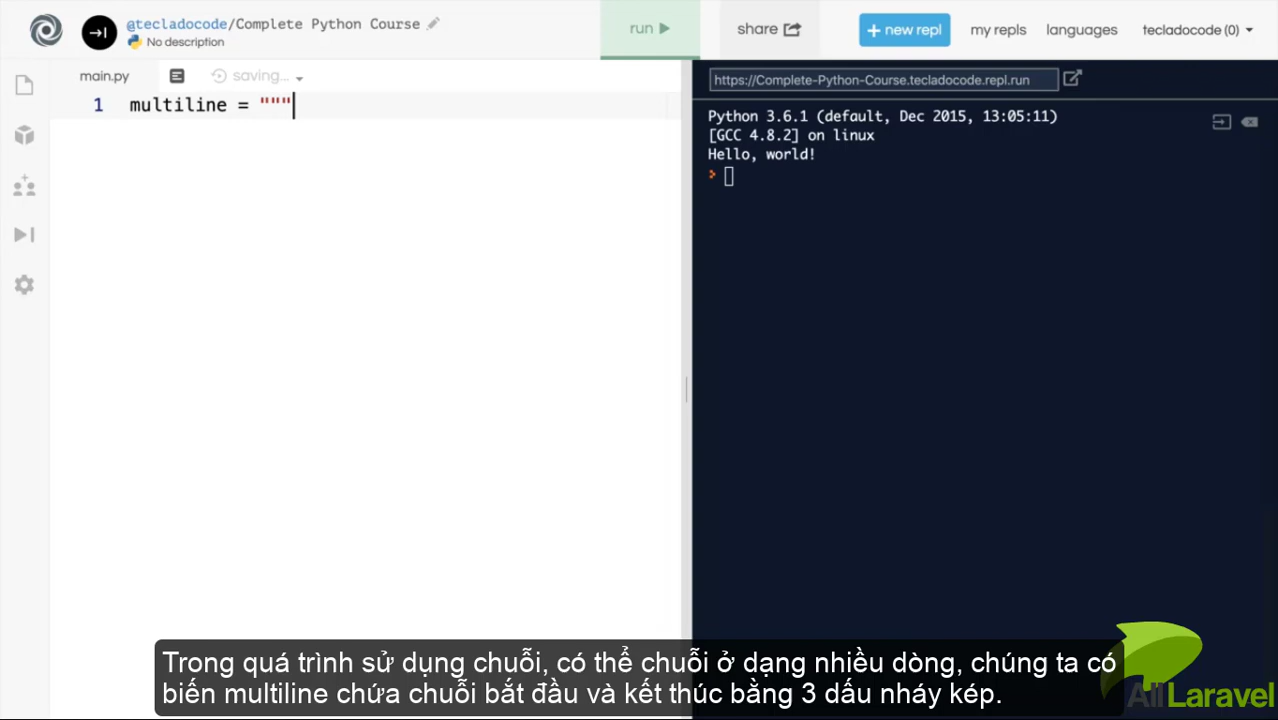 @tecladocode/Complete Python Course
No description
run
share
+ new repl
my repls
languages
tecladocode (0)
main.py
saving...
https://Complete-Python-Course.tecladocode.repl.run
1 multiline = """
Python 3.6.1 (default, Dec 2015, 13:05:11)
[GCC 4.8.2] on linux
Hello, world!
Trong quá trình sử dụng chuỗi, có thể chuỗi ở dạng nhiều dòng, chúng ta có
biến multiline chứa chuỗi bắt đầu và kết thúc bằng 3 dấu nháy kép.
AllLaravel